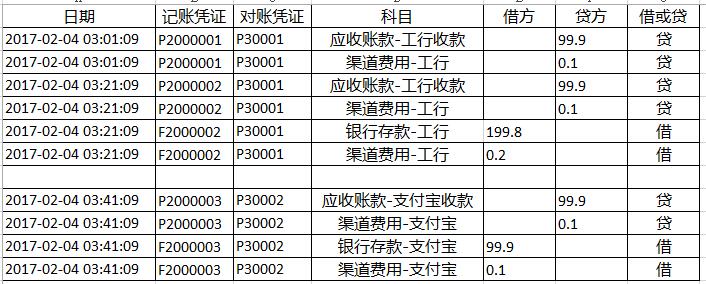 日期 记账凭证 对账凭证 科目 借方 贷方 借或贷
2017-02-04 03:01:09 P2000001 P30001 应收账款-工行收款 99.9 贷
2017-02-04 03:01:09 P2000001 P30001 渠道费用-工行 0.1 贷
2017-02-04 03:21:09 P2000002 P30001 应收账款-工行收款 99.9 贷
2017-02-04 03:21:09 P2000002 P30001 渠道费用-工行 0.1 贷
2017-02-04 03:21:09 F2000002 P30001 银行存款-工行 199.8 借
2017-02-04 03:21:09 F2000002 P30001 渠道费用-工行 0.2 借
2017-02-04 03:41:09 P2000003 P30002 应收账款-支付宝收款 99.9 贷
2017-02-04 03:41:09 P2000003 P30002 渠道费用-支付宝 0.1 贷
2017-02-04 03:41:09 F2000003 P30002 银行存款-支付宝 99.9 借
2017-02-04 03:41:09 F2000003 P30002 渠道费用-支付宝 0.1 借